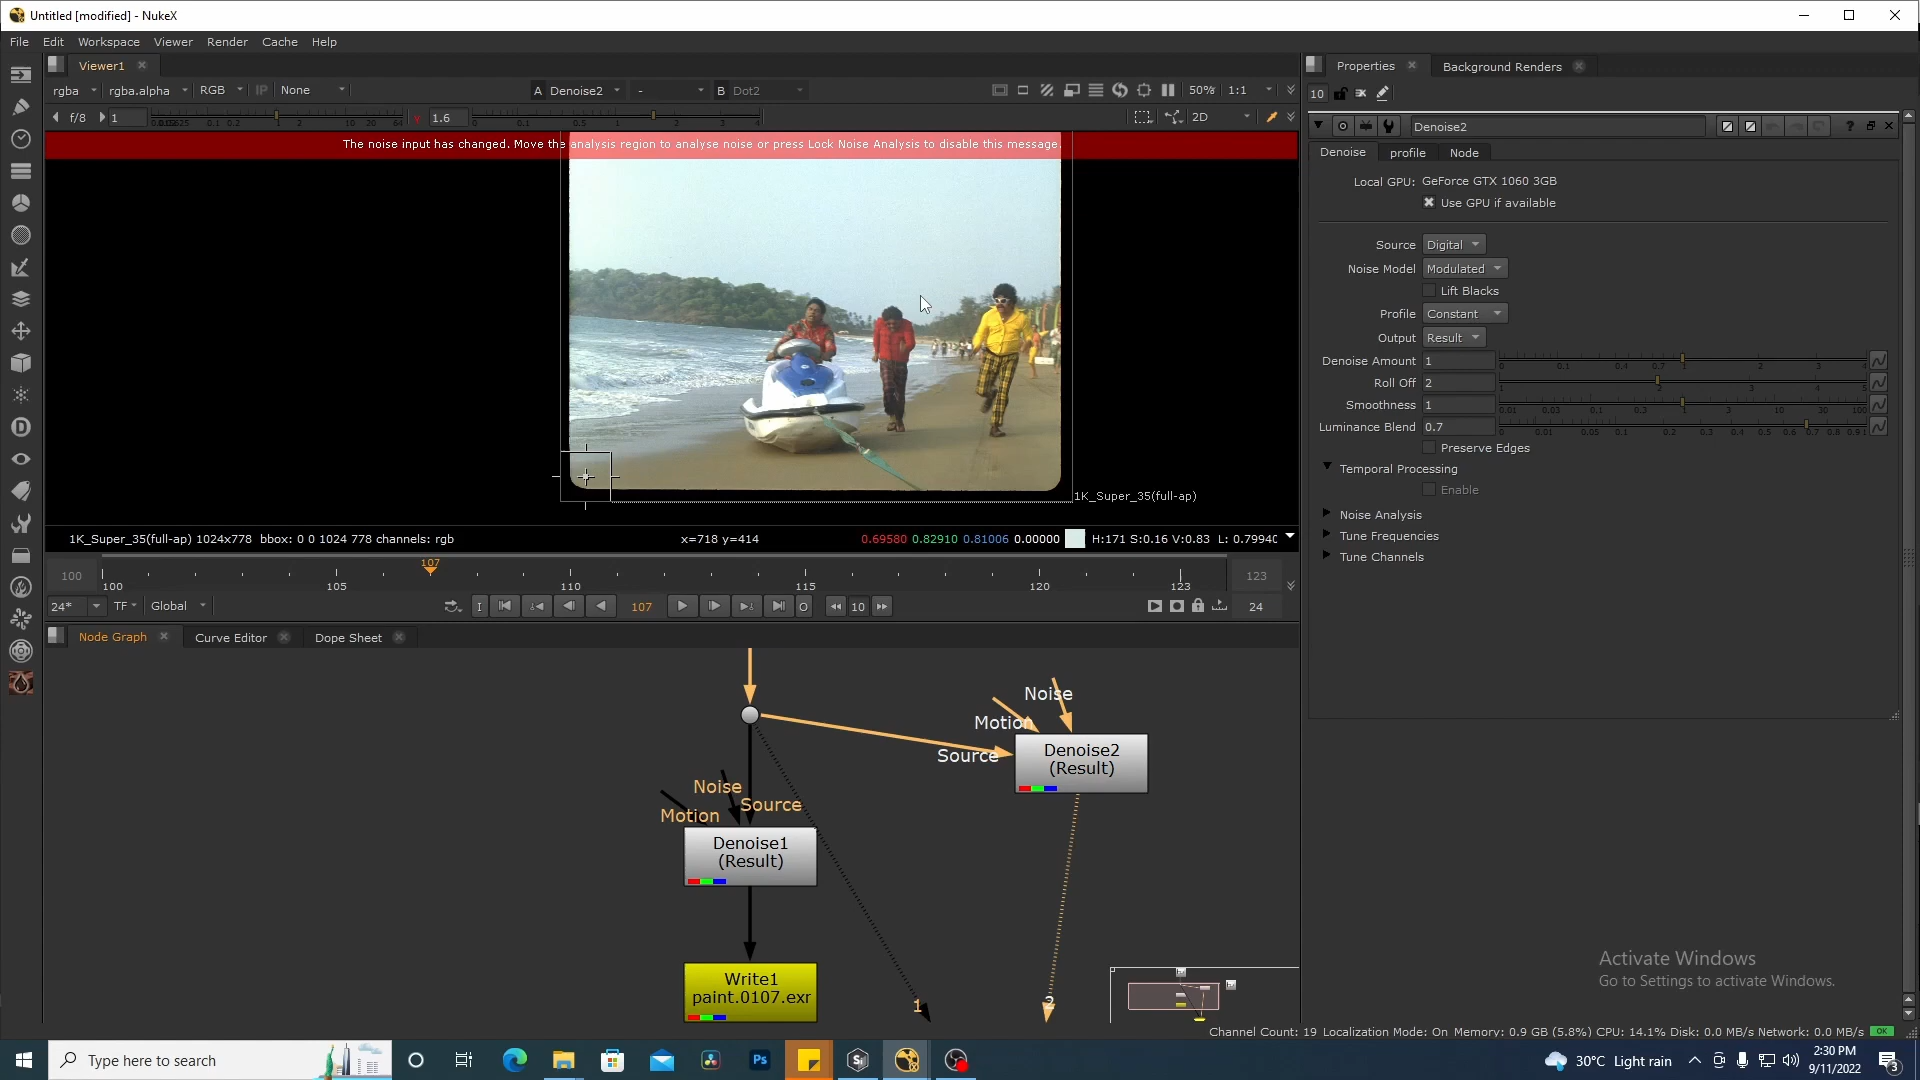 Untitled [modified] - NukeX
File Edit Workspace Viewer Render Cache Help
Viewer1
Properties Background Renders
rgba rgba.alpha RGB IP None A Denoise2 - B Dot2 50% 1:1
10
f/8 1 1.6 2D
The noise input has changed. Move the analysis region to analyse noise or press Lock Noise Analysis to disable this message.
Denoise2
Denoise profile Node
Local GPU: GeForce GTX 1060 3GB
Use GPU if available
Source Digital
Noise Model Modulated
Lift Blacks
Profile Constant
Output Result
Denoise Amount 1
Roll Off 2
Smoothness 1
Luminance Blend 0.7
Preserve Edges
Temporal Processing
Enable
Noise Analysis
Tune Frequencies
Tune Channels
1K_Super_35(full-ap)
1K_Super_35(full-ap) 1024x778 bbox: 0 0 1024 778 channels: rgb x=718 y=414 0.69580 0.82910 0.81006 0.00000 H:171 S:0.16 V:0.83 L: 0.79940
107
100 100 105 110 115 120 123 123
24* TF Global I 107 O 10 24
Node Graph Curve Editor Dope Sheet
Noise
Motion
Source
Denoise2
(Result)
Noise
Source
Motion
Denoise1
(Result)
Write1
paint.0107.exr
1
2
Activate Windows
Go to Settings to activate Windows.
Channel Count: 19 Localization Mode: On Memory: 0.9 GB (5.8%) CPU: 14.1% Disk: 0.0 MB/s Network: 0.0 MB/s OK
Type here to search
Ps
Si
30°C Light rain
2:30 PM
9/11/2022
3